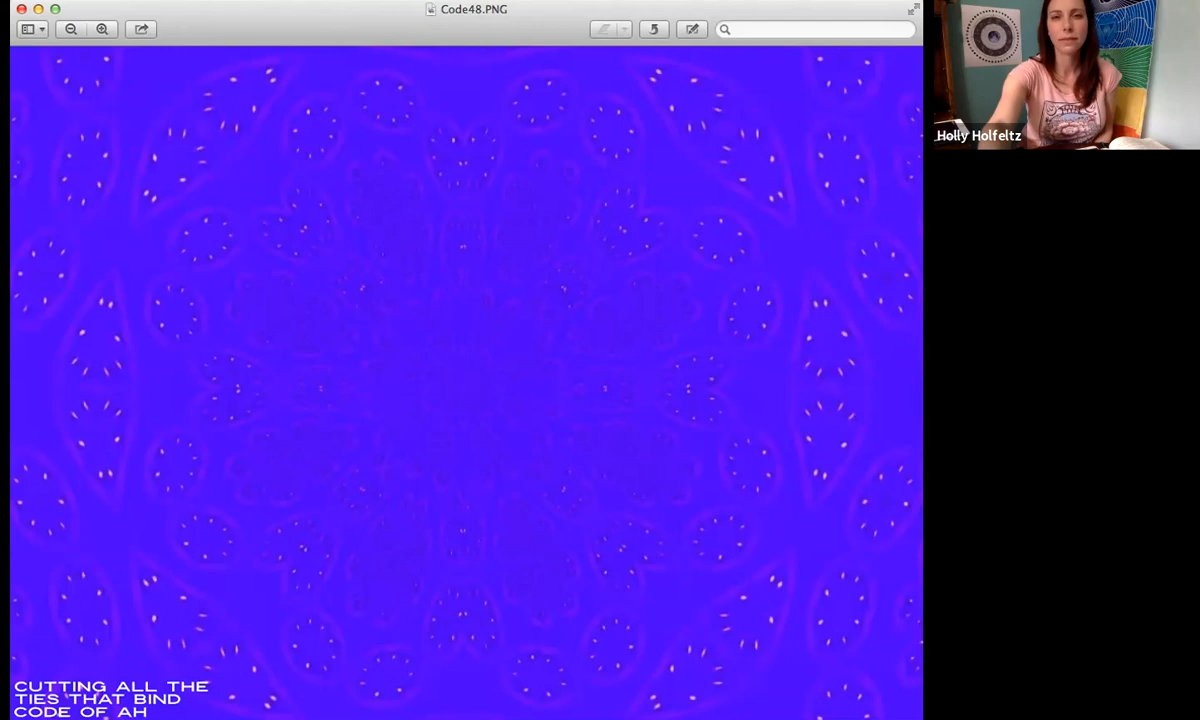 Code48.PNG
Holly Holfeltz
CUTTING ALL THE
TIES THAT BIND
CODE OF AH